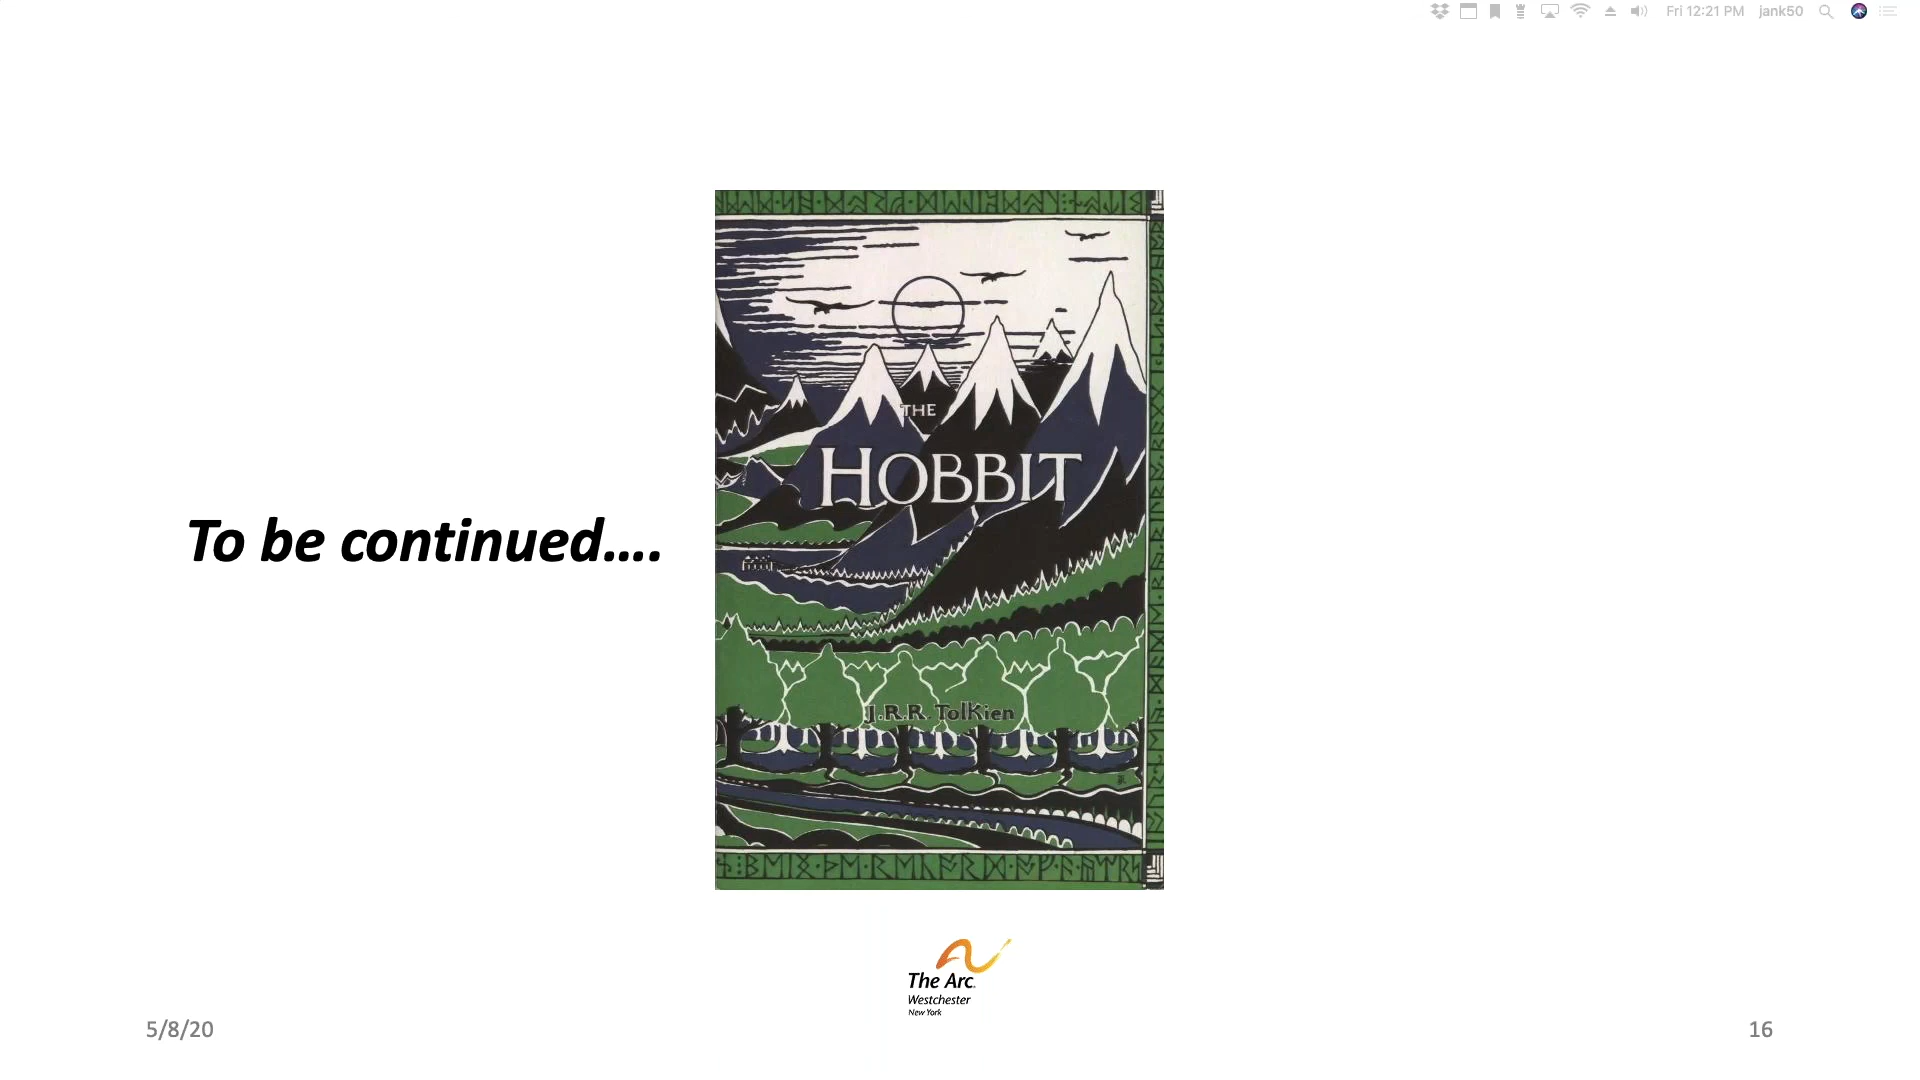 Fri 12:21 PM jank50
THE
HOBBIT
To be continued....
J.R.R. Tolkien
The Arc.
Westchester
New York
5/8/20
16